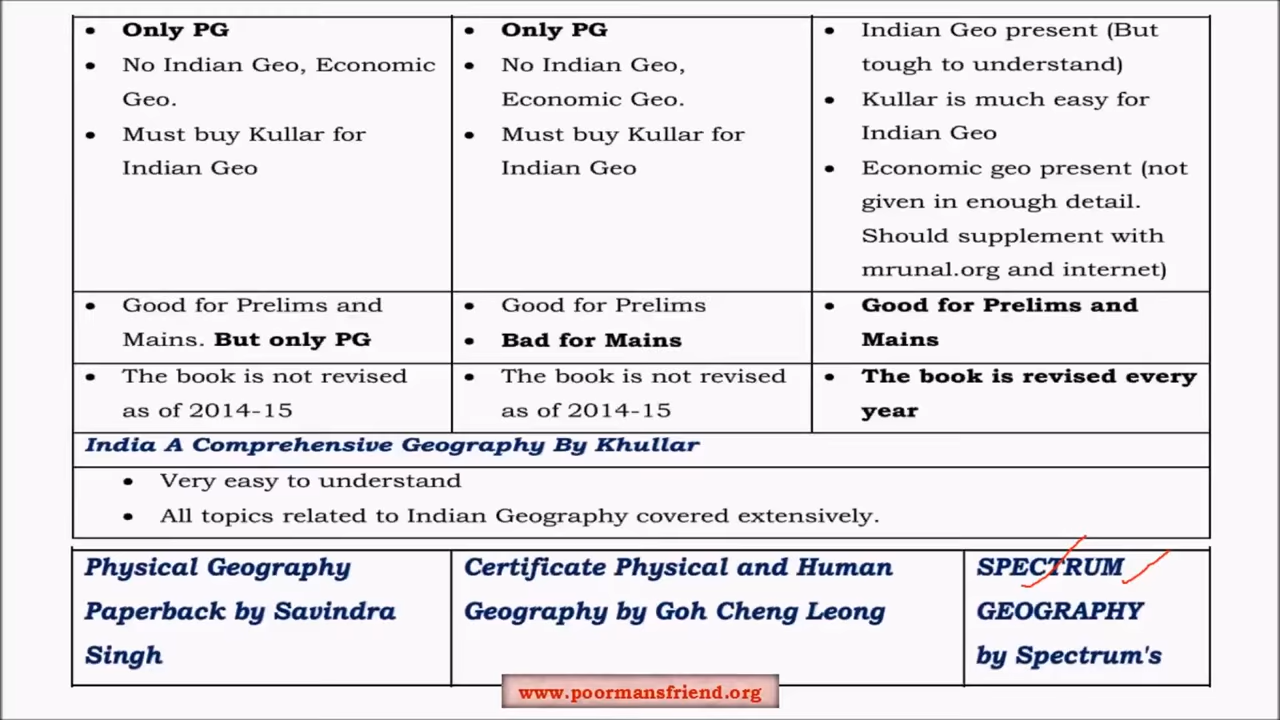 • Only PG
• No Indian Geo, Economic
Geo.
• Must buy Kullar for
Indian Geo
• Only PG
• No Indian Geo,
Economic Geo.
• Must buy Kullar for
Indian Geo
• Indian Geo present (But
tough to understand)
• Kullar is much easy for
Indian Geo
• Economic geo present (not
given in enough detail.
Should supplement with
mrunal.org and internet)
• Good for Prelims and
Mains. But only PG
• Good for Prelims
• Bad for Mains
• Good for Prelims and
Mains
• The book is not revised
as of 2014-15
• The book is not revised
as of 2014-15
• The book is revised every
year
India A Comprehensive Geography By Khullar
• Very easy to understand
• All topics related to Indian Geography covered extensively.
Physical Geography
Paperback by Savindra
Singh
Certificate Physical and Human
Geography by Goh Cheng Leong
SPECTRUM
GEOGRAPHY
by Spectrum's
www.poormansfriend.org